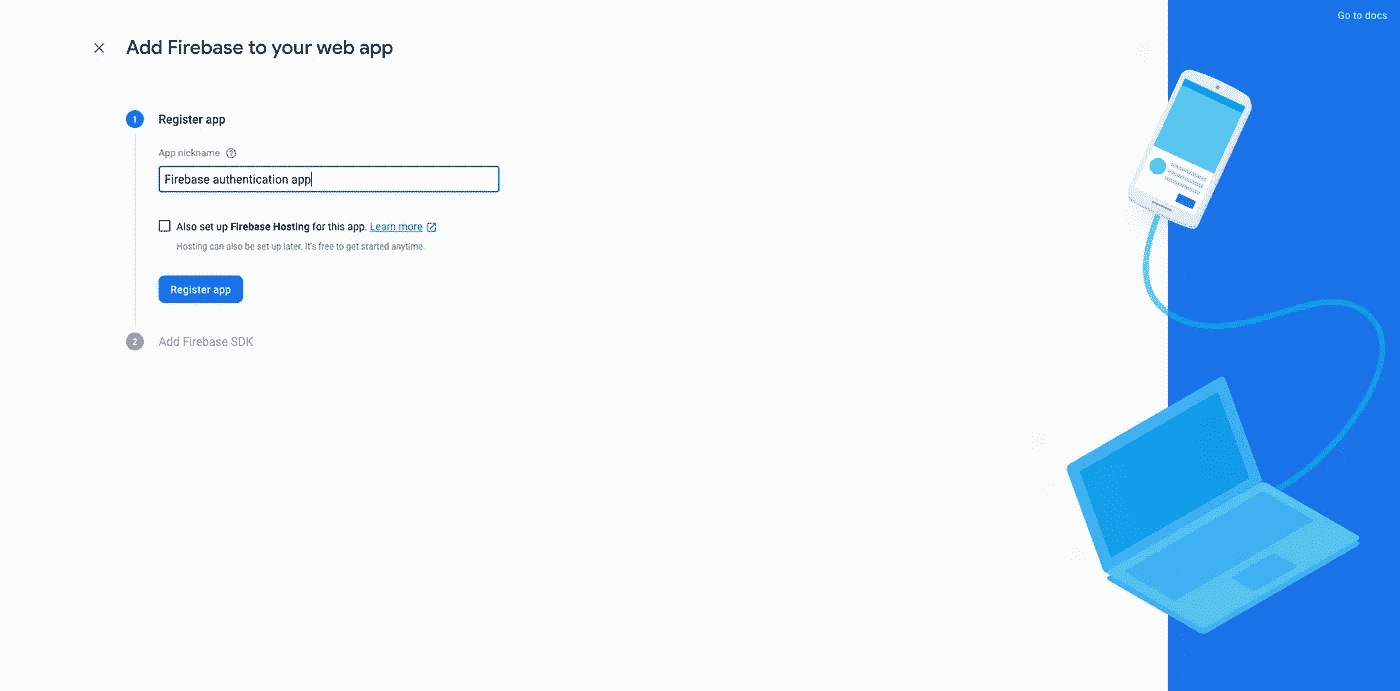 Go to docs
Add Firebase to your web app
1 Register app
App nickname
Firebase authentication app
Also set up Firebase Hosting for this app. Learn more
Hosting can also be set up later. It's free to get started anytime.
Register app
2 Add Firebase SDK